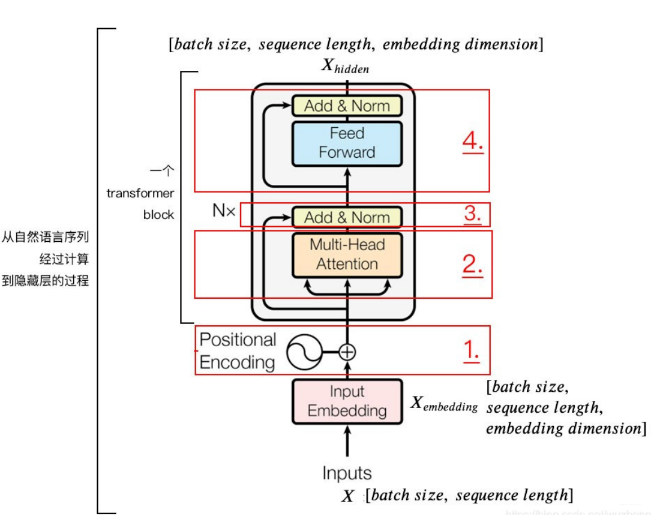 [batch size, sequence length, embedding dimension]
X_hidden
Add & Norm
Feed
Forward
4.
一个
transformer
block
N×
Add & Norm
3.
从自然语言序列
经过计算
到隐藏层的过程
Multi-Head
Attention
2.
Positional
Encoding
1.
Input
Embedding
X_embedding
[batch size,
sequence length,
embedding dimension]
Inputs
X [batch size, sequence length]